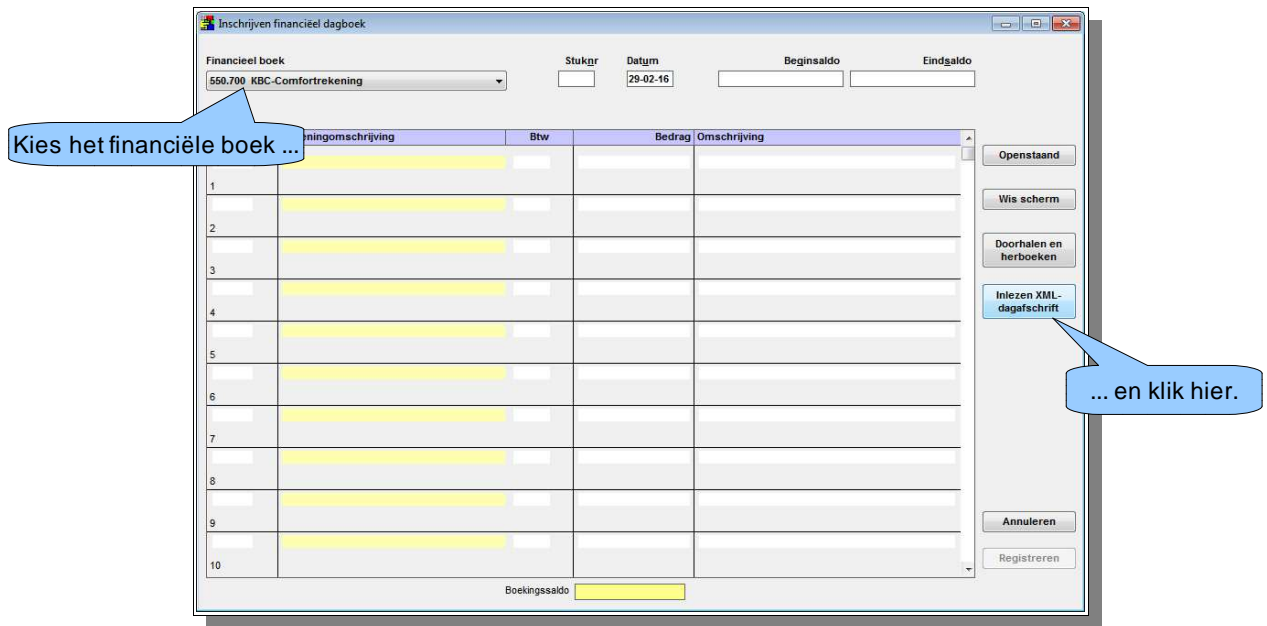 Inschrijven financiëel dagboek
Financieel boek
Stuknr
Datum
Beginsaldo
Eindsaldo
550.700 KBC-Comfortrekening
29-02-16
Kies het financiële boek ...
eningomschrijving
Btw
Bedrag
Omschrijving
Openstaand
1
Wis scherm
2
Doorhalen en
herboeken
3
Inlezen XML-
dagafschrift
4
5
6
... en klik hier.
7
8
9
Annuleren
10
Registreren
Boekingssaldo